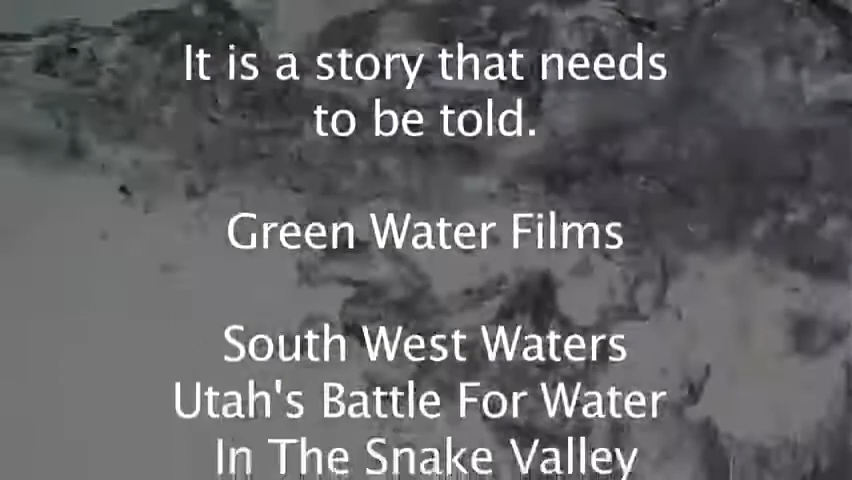 It is a story that needs
to be told.
Green Water Films
South West Waters
Utah's Battle For Water
In The Snake Valley